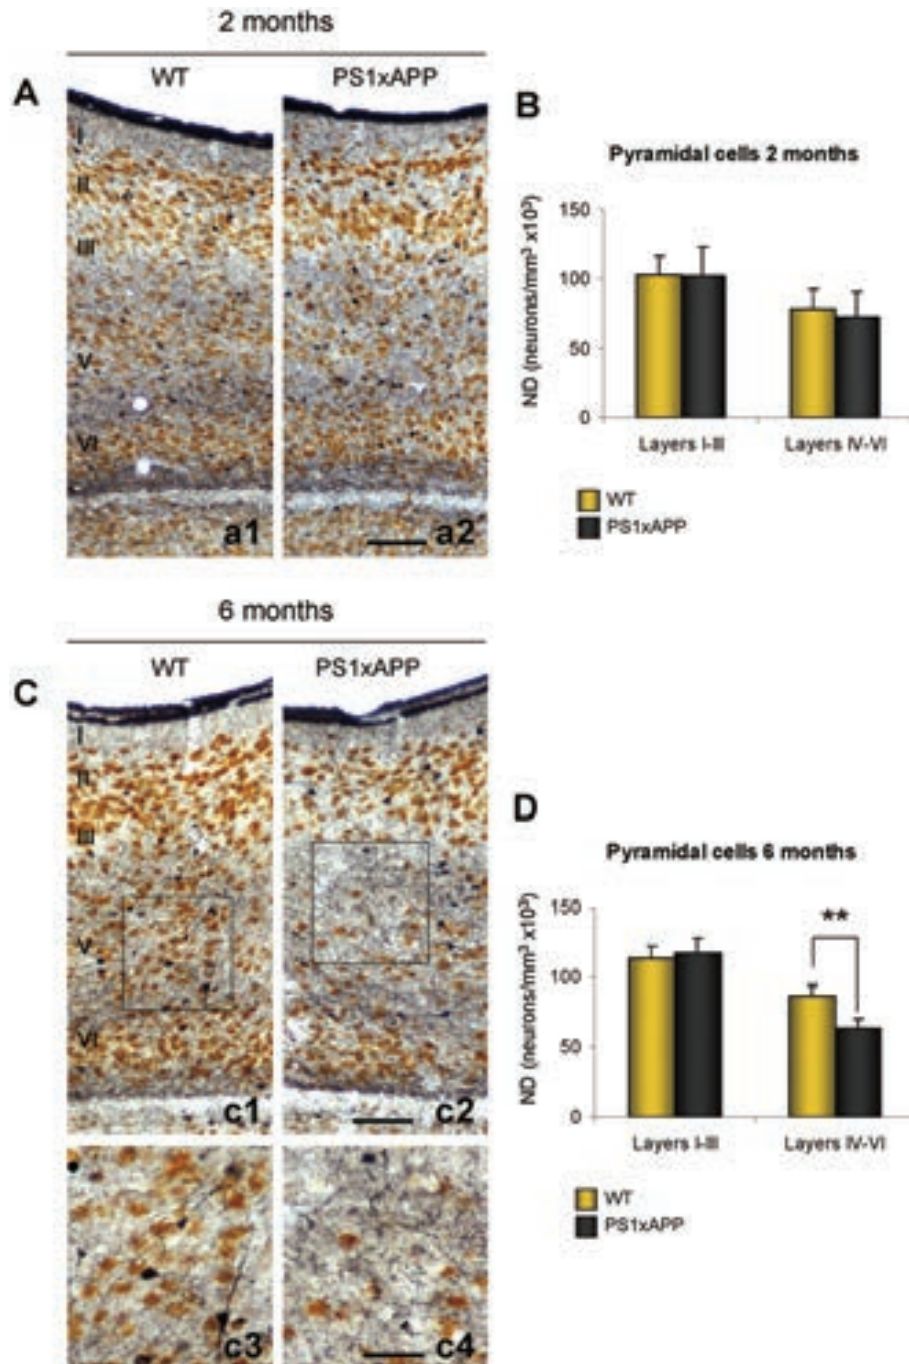 2 months
WT PS1xAPP
A
I
II
III
V
VI
a1 a2
B
Pyramidal cells 2 months
ND (neurons/mm³ x10³)
150
100
50
0
Layers I-III Layers IV-VI
WT
PS1xAPP
6 months
WT PS1xAPP
C
I
II
III
V
VI
c1 c2
c3 c4
D
Pyramidal cells 6 months
ND (neurons/mm³ x10³)
150
100
50
0
**
Layers I-III Layers IV-VI
WT
PS1xAPP